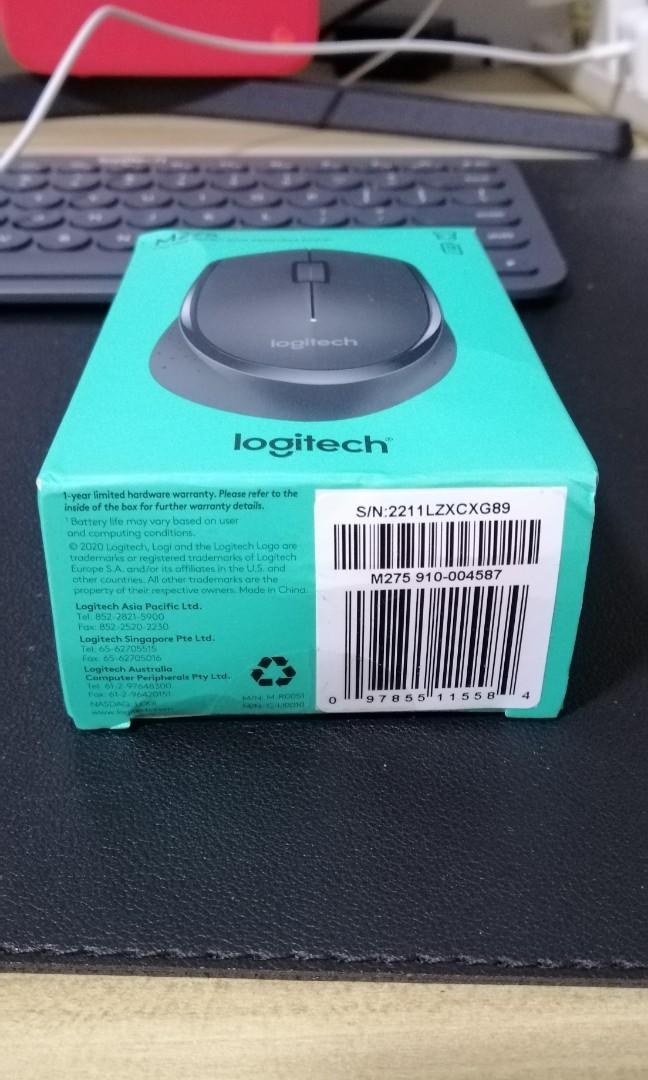 M275
logitech
logitech
1-year limited hardware warranty. Please refer to the
inside of the box for further warranty details.
¹ Battery life may vary based on user
and computing conditions.
© 2020 Logitech, Logi and the Logitech Logo are
trademarks or registered trademarks of Logitech
Europe S.A. and/or its affiliates in the U.S. and
other countries. All other trademarks are the
property of their respective owners. Made in China.
Logitech Asia Pacific Ltd.
Tel: 852-2821-5900
Fax: 852-2520-2230
Logitech Singapore Pte Ltd.
Tel: 65-62705515
Fax: 65-62705016
Logitech Australia
Computer Peripherals Pty Ltd.
Tel: 61-2-97648300
Fax: 61-2-96420151
NASDAQ:
www.logitech.com
M/N: M-R0051
M/N: C-U0010
S/N:2211LZXCXG89
M275 910-004587
0 97855 11558 4